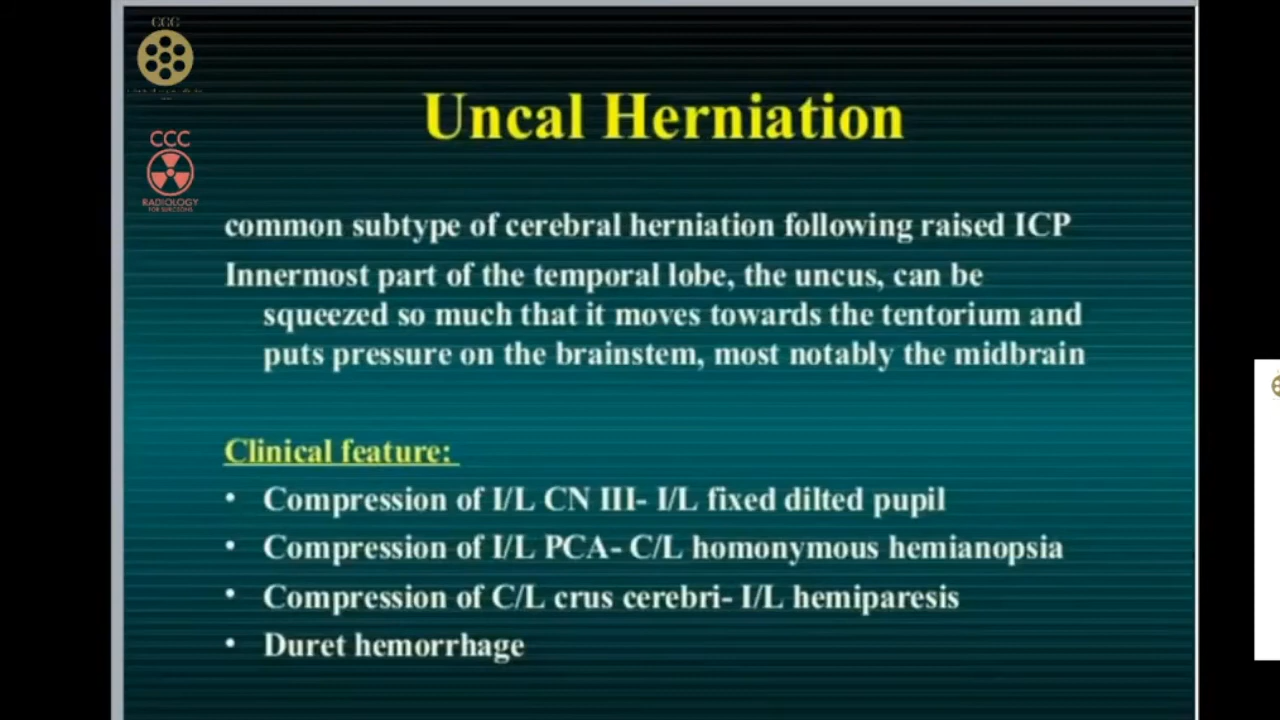 CCC
CCC
RADIOLOGY
FOR SURGEONS
Uncal Herniation
common subtype of cerebral herniation following raised ICP
Innermost part of the temporal lobe, the uncus, can be
squeezed so much that it moves towards the tentorium and
puts pressure on the brainstem, most notably the midbrain
Clinical feature:
• Compression of I/L CN III- I/L fixed dilted pupil
• Compression of I/L PCA- C/L homonymous hemianopsia
• Compression of C/L crus cerebri- I/L hemiparesis
• Duret hemorrhage